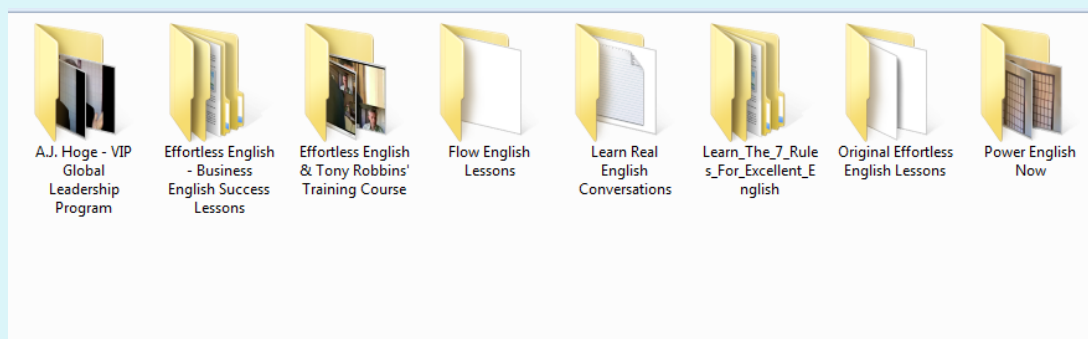 A.J. Hoge - VIP
Global
Leadership
Program
Effortless English
- Business
English Success
Lessons
Effortless English
& Tony Robbins'
Training Course
Flow English
Lessons
Learn Real
English
Conversations
Learn_The_7_Rule
s_For_Excellent_E
nglish
Original Effortless
English Lessons
Power English
Now